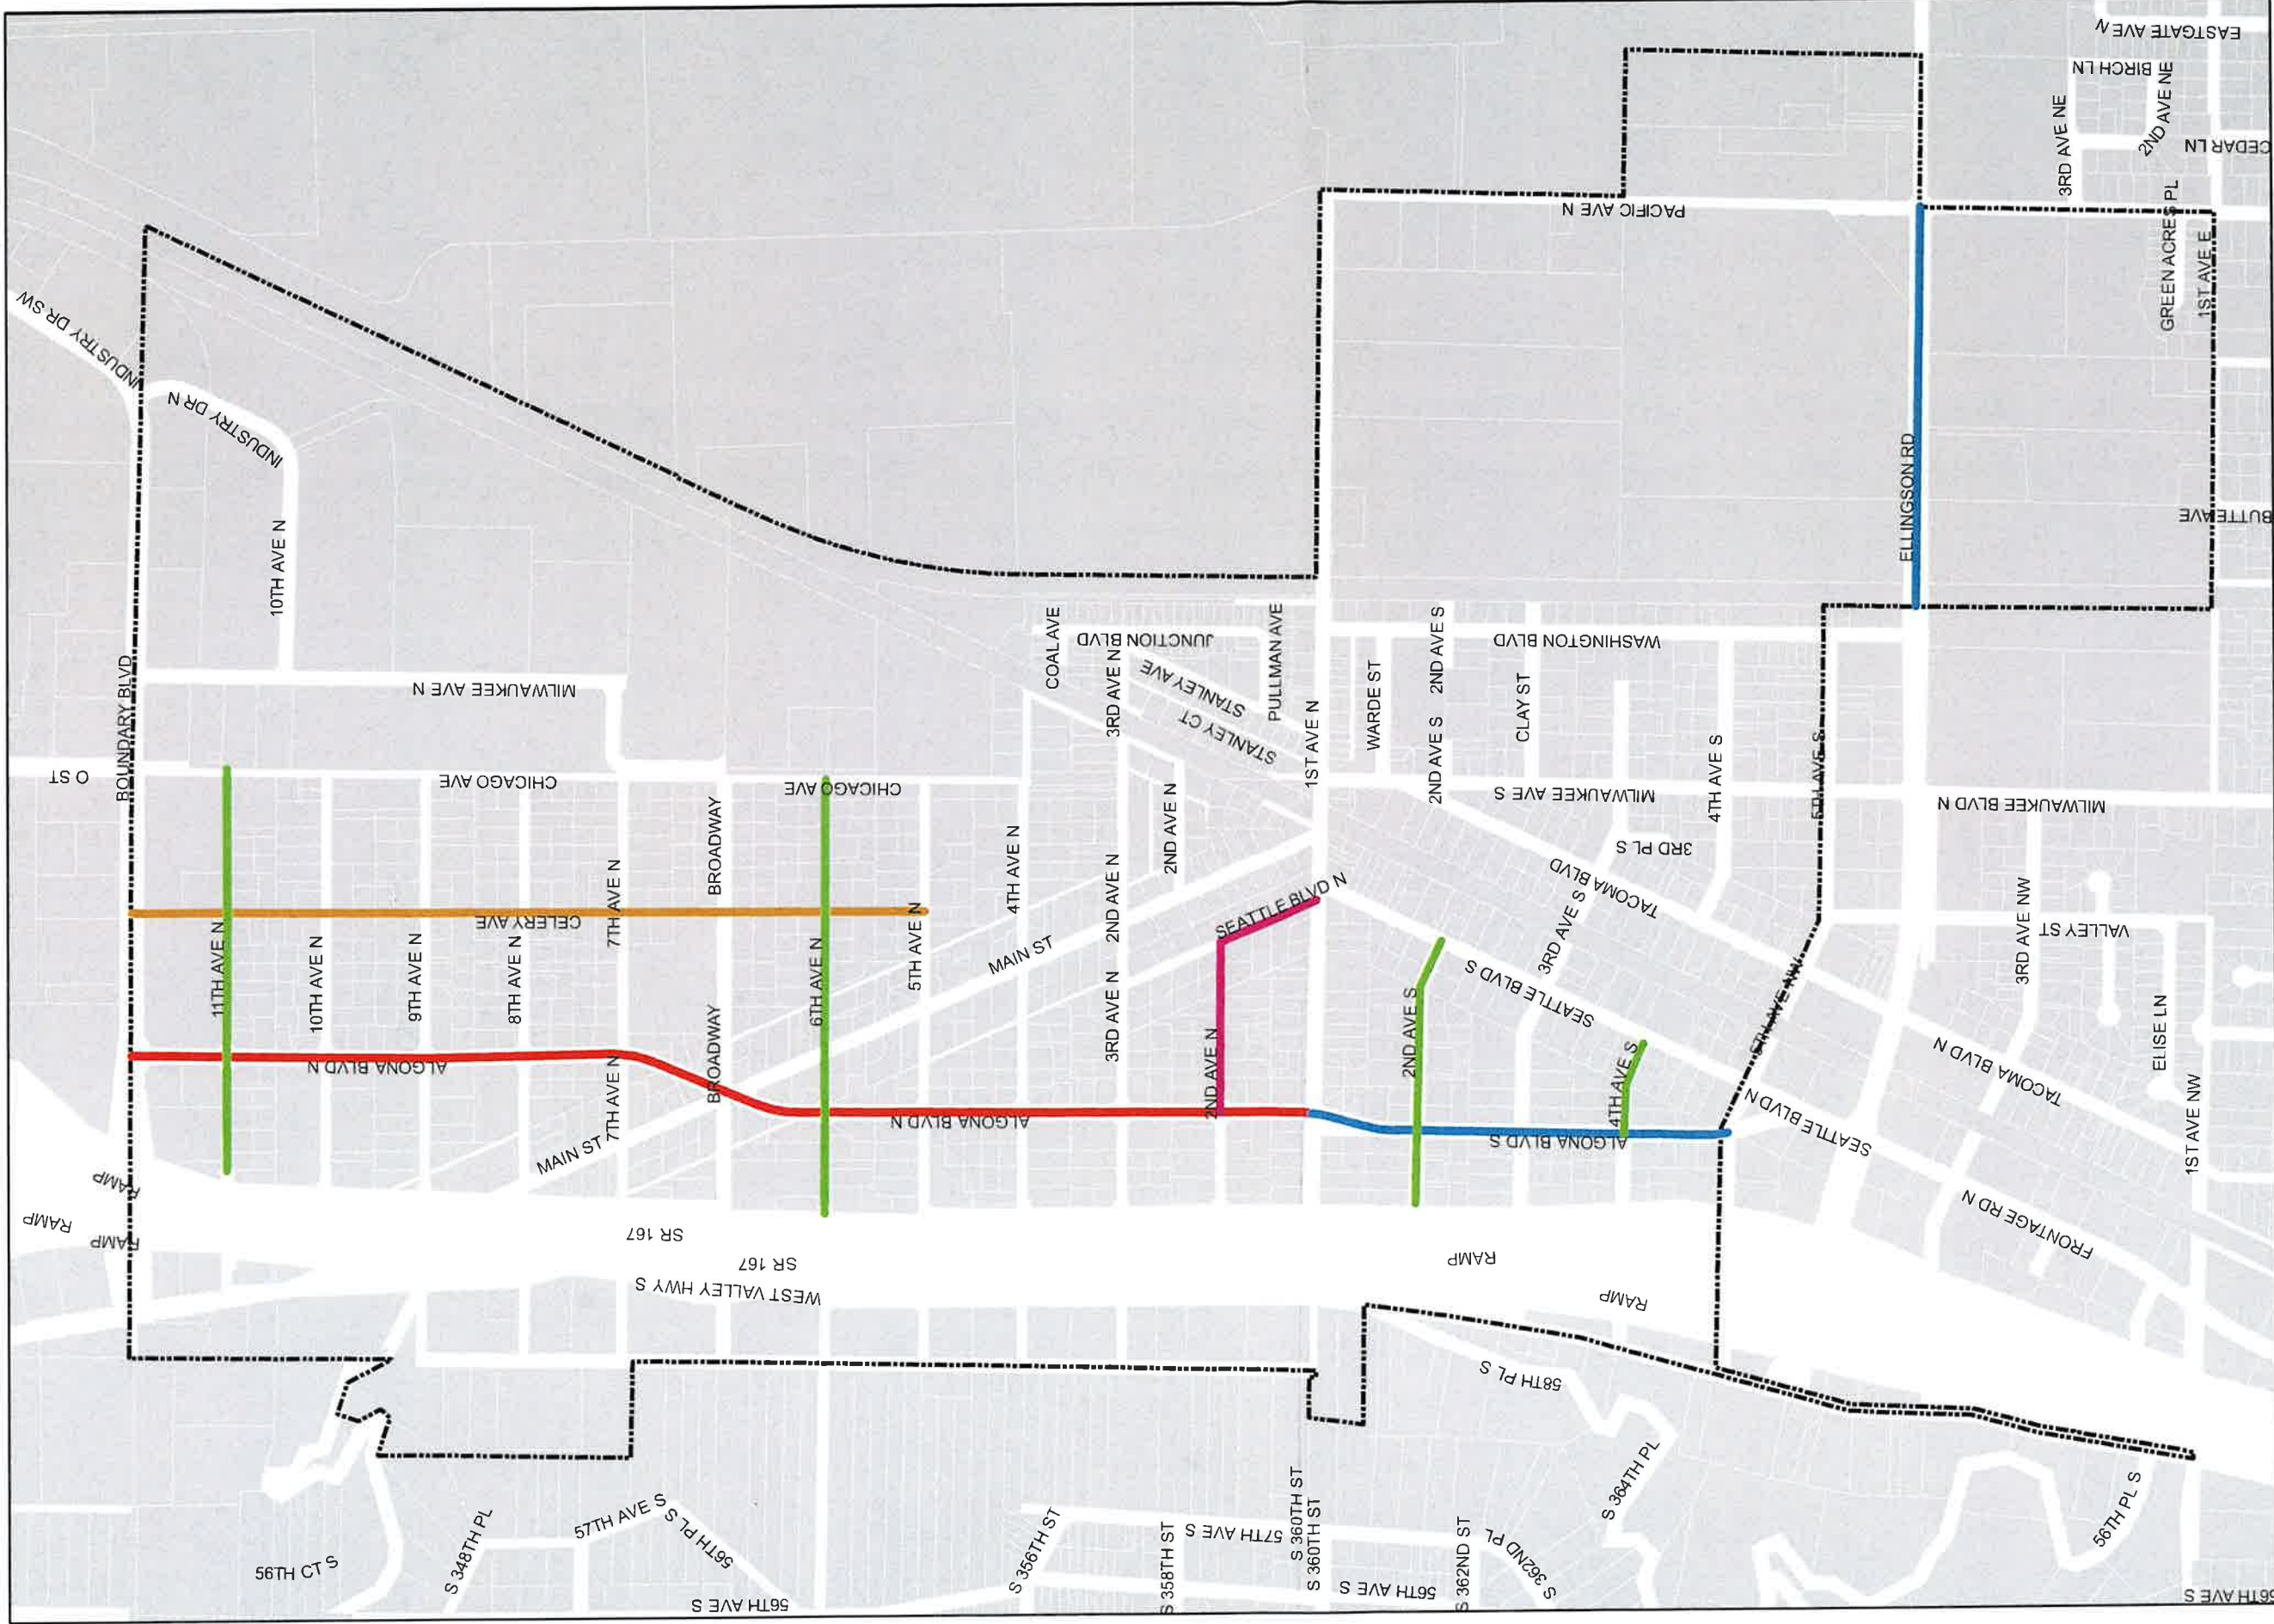 EASTGATE AVE N
BIRCH LN
3RD AVE NE
2ND AVE NE
CEDAR LN
PACIFIC AVE N
GREEN ACRES PL
1ST AVE E
INDUSTRY DR SW
INDUSTRY DR N
ELLINGSON RD
BUTTE AVE
10TH AVE N
COAL AVE
JUNCTION BLVD
PULLMAN AVE
2ND AVE S
WASHINGTON BLVD
BOUNDARY BLVD
MILWAUKEE AVE N
3RD AVE N
STANLEY AVE
STANLEY CT
WARDE ST
CLAY ST
1ST AVE N
2ND AVE S
4TH AVE S
5TH AVE S
O ST
CHICAGO AVE
CHICAGO AVE
MILWAUKEE AVE S
MILWAUKEE BLVD N
BROADWAY
4TH AVE N
2ND AVE N
3RD PL S
TACOMA BLVD
CELERY AVE
7TH AVE N
2ND AVE N
SEATTLE BLVD N
3RD AVE S
3RD AVE NW
VALLEY ST
11TH AVE N
10TH AVE N
9TH AVE N
8TH AVE N
6TH AVE N
5TH AVE N
MAIN ST
3RD AVE N
SEATTLE BLVD S
5TH AVE NW
ALGONA BLVD N
7TH AVE N
BROADWAY
2ND AVE N
2ND AVE S
4TH AVE S
TACOMA BLVD N
ELISE LN
MAIN ST
ALGONA BLVD N
ALGONA BLVD S
SEATTLE BLVD N
1ST AVE NW
RAMP
RAMP
RAMP
SR 167
SR 167
RAMP
RAMP
FRONTAGE RD N
WEST VALLEY HWY S
58TH PL S
S 364TH PL
56TH CT S
S 348TH PL
57TH AVE S
56TH PL S
S 356TH ST
S 358TH ST
57TH AVE S
S 360TH ST
S 360TH ST
S 362ND ST
S 362ND PL
56TH PL S
56TH AVE S
56TH AVE S
56TH AVE S